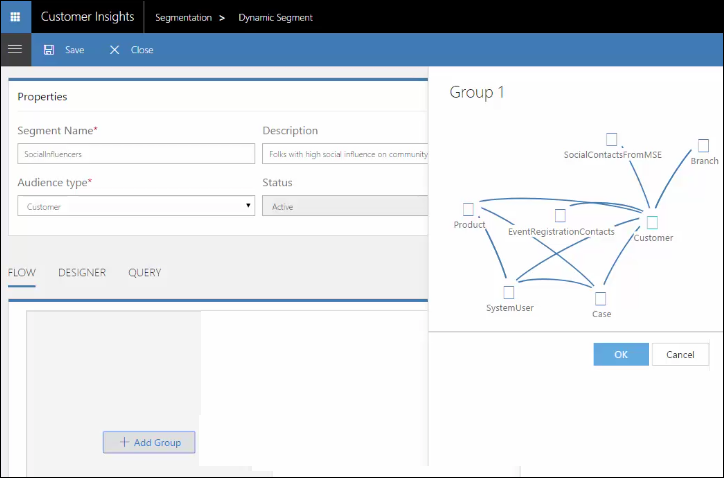 Customer Insights
Segmentation > Dynamic Segment
Save
Close
Properties
Segment Name*
Description
SocialInfluencers
Folks with high social influence on community
Audience type*
Status
Customer
Active
FLOW
DESIGNER
QUERY
+ Add Group
Group 1
SocialContactsFromMSE
Branch
Product
EventRegistrationContacts
Customer
SystemUser
Case
OK
Cancel